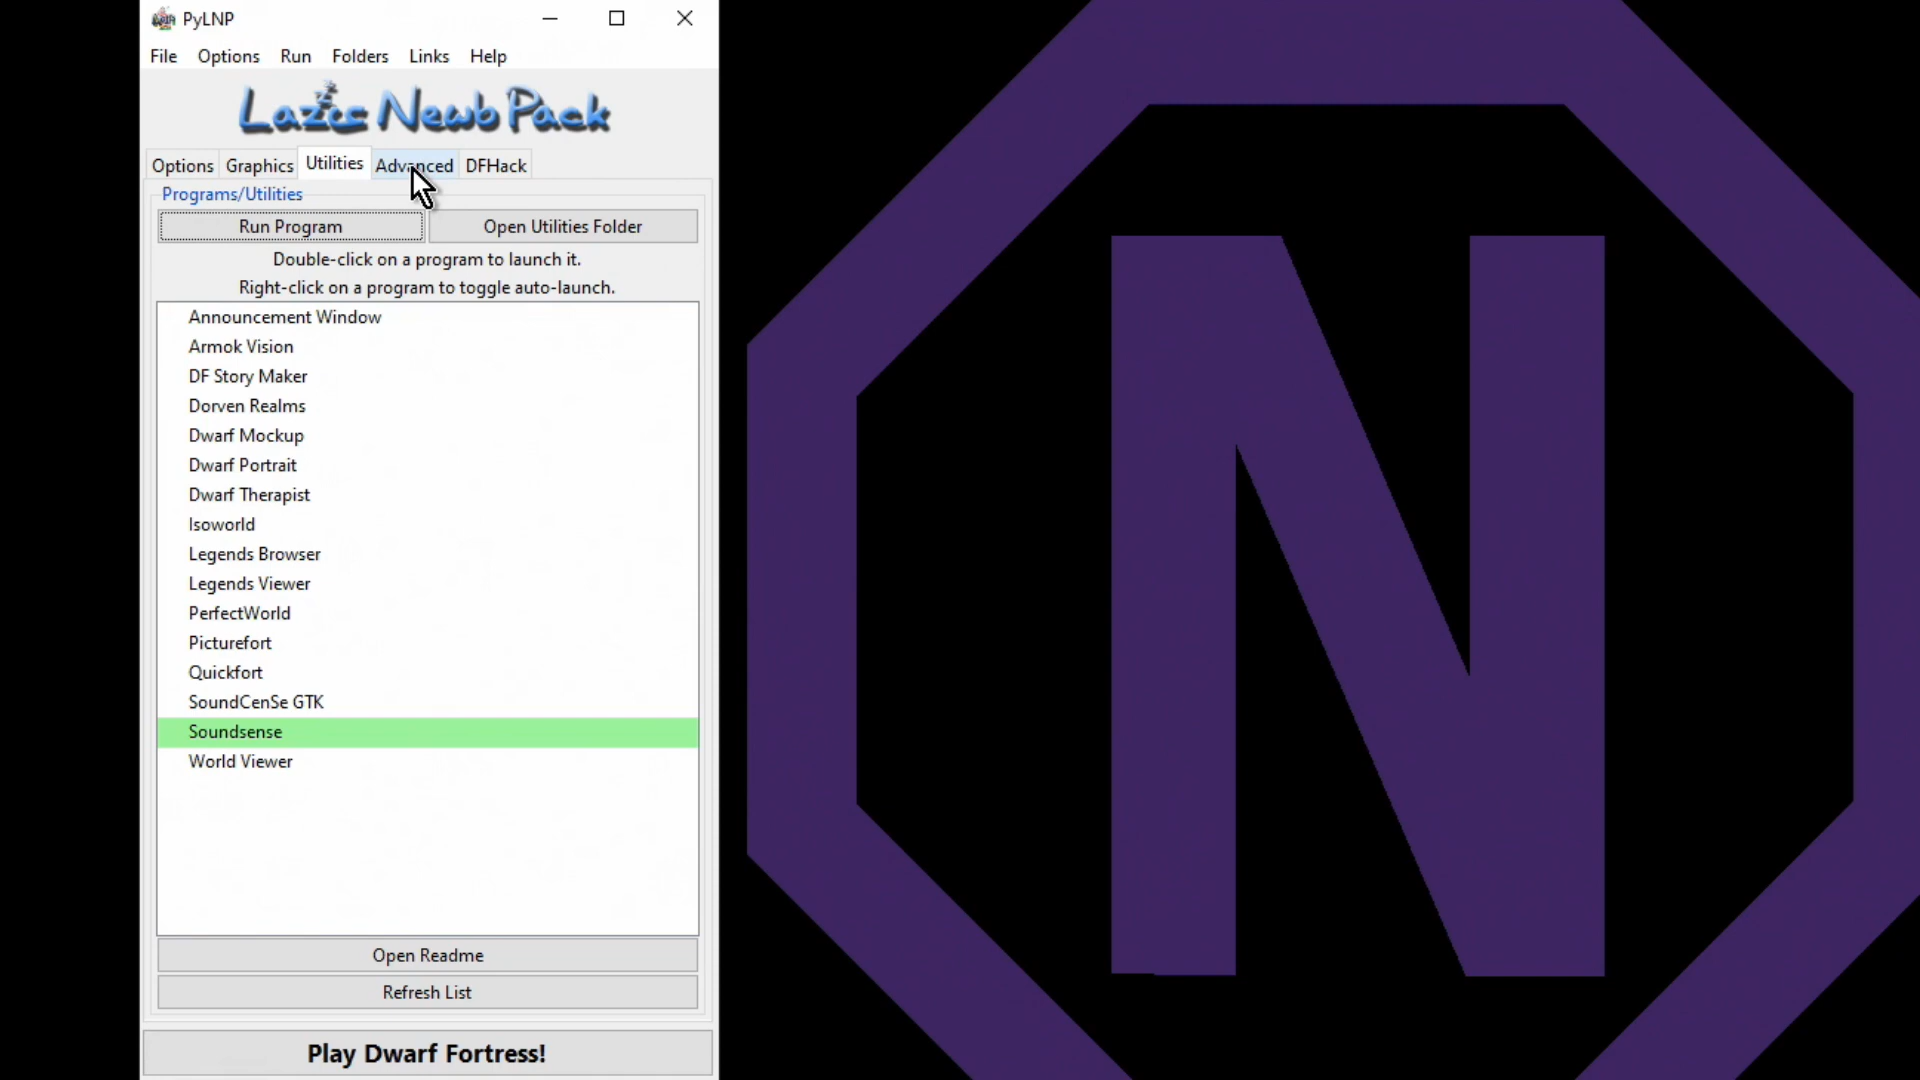 PyLNP
File Options Run Folders Links Help
Lazy Newb Pack
Options Graphics Utilities Advanced DFHack
Programs/Utilities
Run Program Open Utilities Folder
Double-click on a program to launch it.
Right-click on a program to toggle auto-launch.
Announcement Window
Armok Vision
DF Story Maker
Dorven Realms
Dwarf Mockup
Dwarf Portrait
Dwarf Therapist
Isoworld
Legends Browser
Legends Viewer
PerfectWorld
Picturefort
Quickfort
SoundCenSe GTK
Soundsense
World Viewer
Open Readme
Refresh List
Play Dwarf Fortress!
N